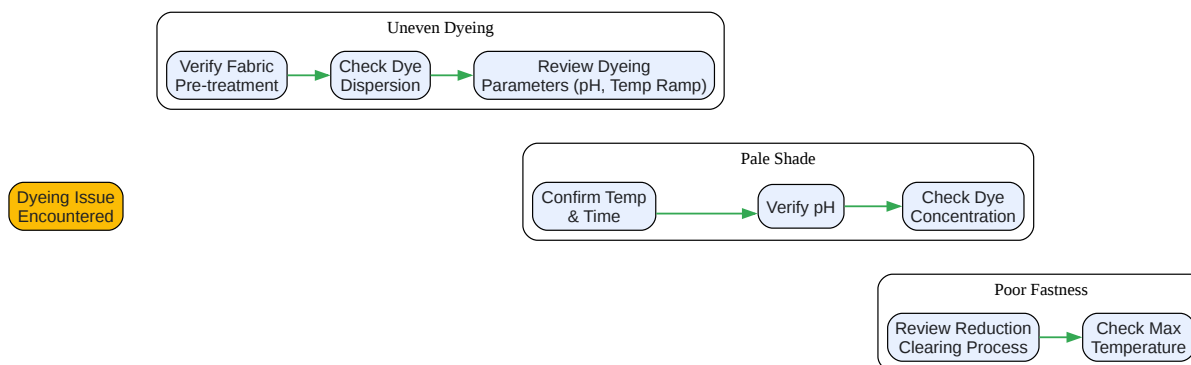 Uneven Dyeing
Verify Fabric
Pre-treatment
Check Dye
Dispersion
Review Dyeing
Parameters (pH, Temp Ramp)
Pale Shade
Dyeing Issue
Encountered
Confirm Temp
& Time
Verify pH
Check Dye
Concentration
Poor Fastness
Review Reduction
Clearing Process
Check Max
Temperature